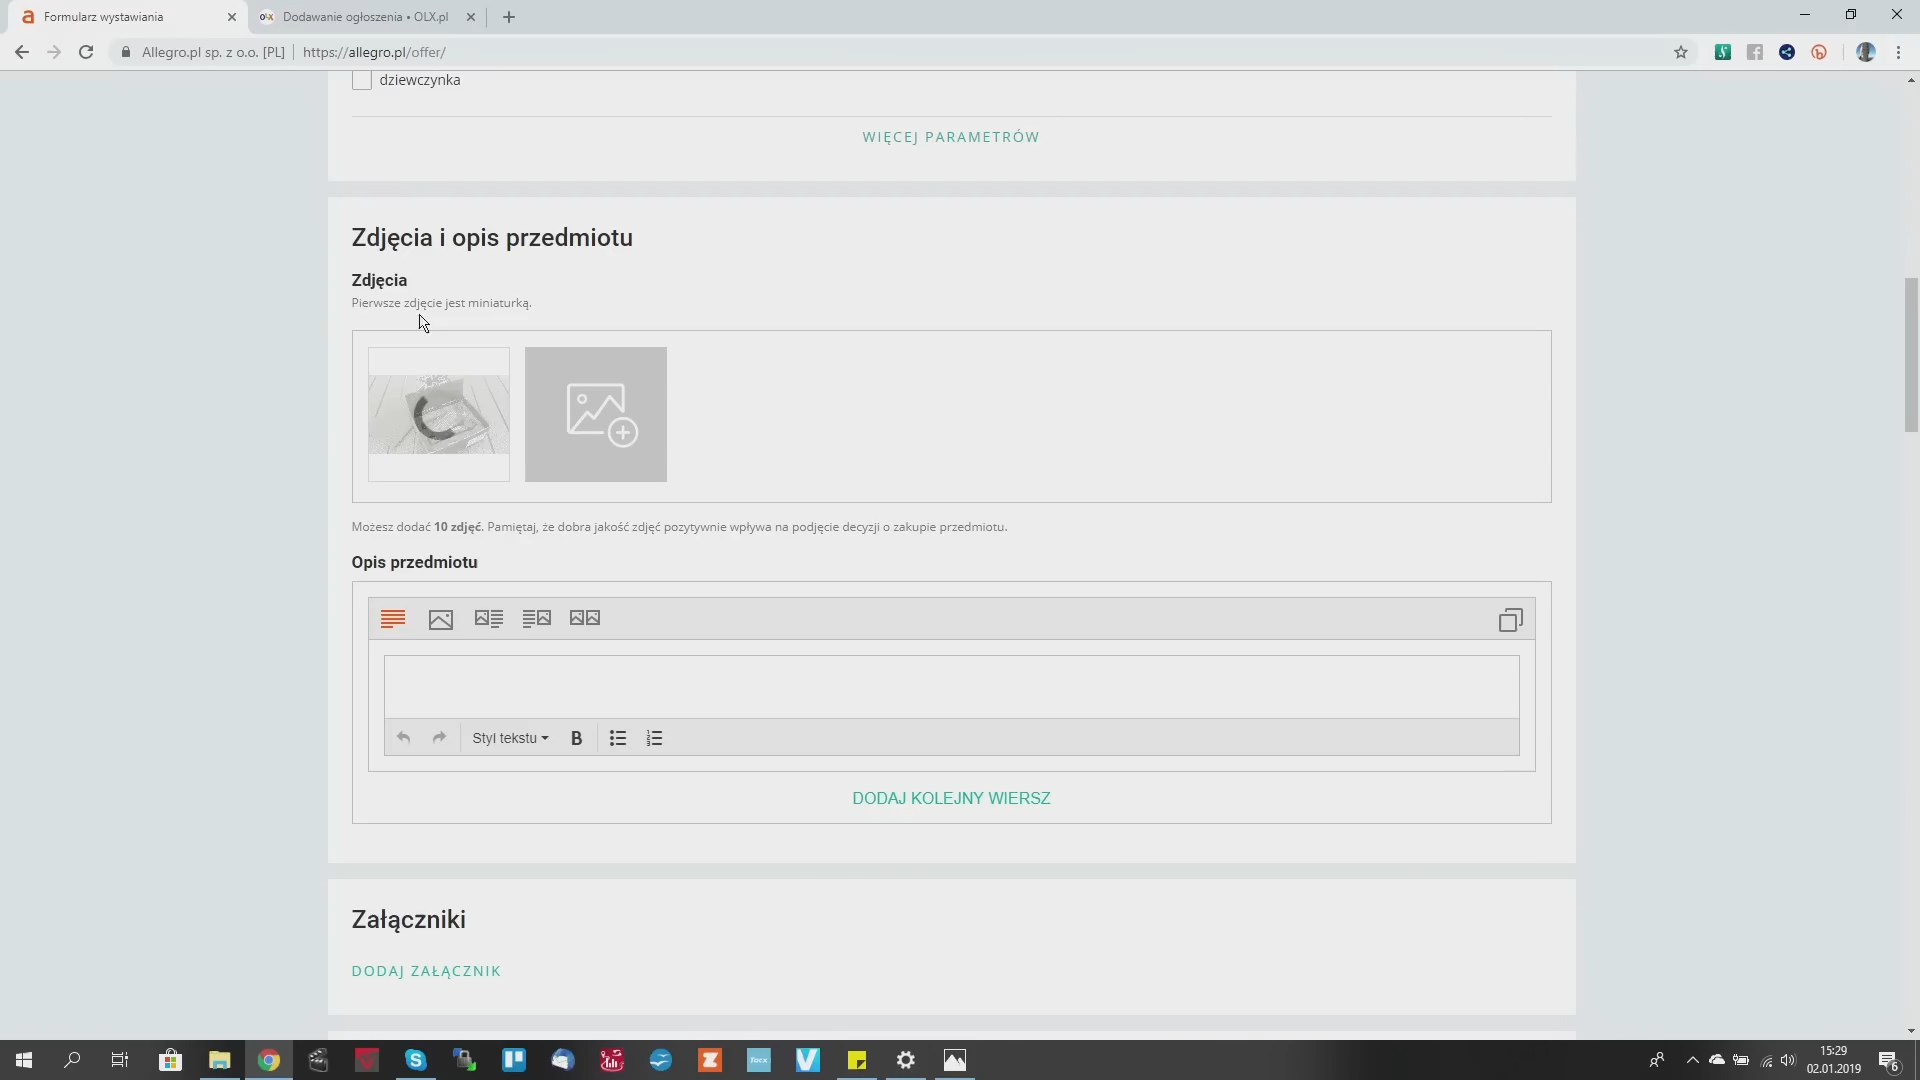 Formularz wystawiania
OLX
Dodawanie ogłoszenia • OLX.pl
Allegro.pl sp. z o.o. [PL]
https://allegro.pl/offer/
dziewczynka
WIĘCEJ PARAMETRÓW
Zdjęcia i opis przedmiotu
Zdjęcia
Pierwsze zdjęcie jest miniaturką.
Możesz dodać 10 zdjęć. Pamiętaj, że dobra jakość zdjęć pozytywnie wpływa na podjęcie decyzji o zakupie przedmiotu.
Opis przedmiotu
Styl tekstu B
DODAJ KOLEJNY WIERSZ
Załączniki
DODAJ ZAŁĄCZNIK
15:29
02.01.2019
6